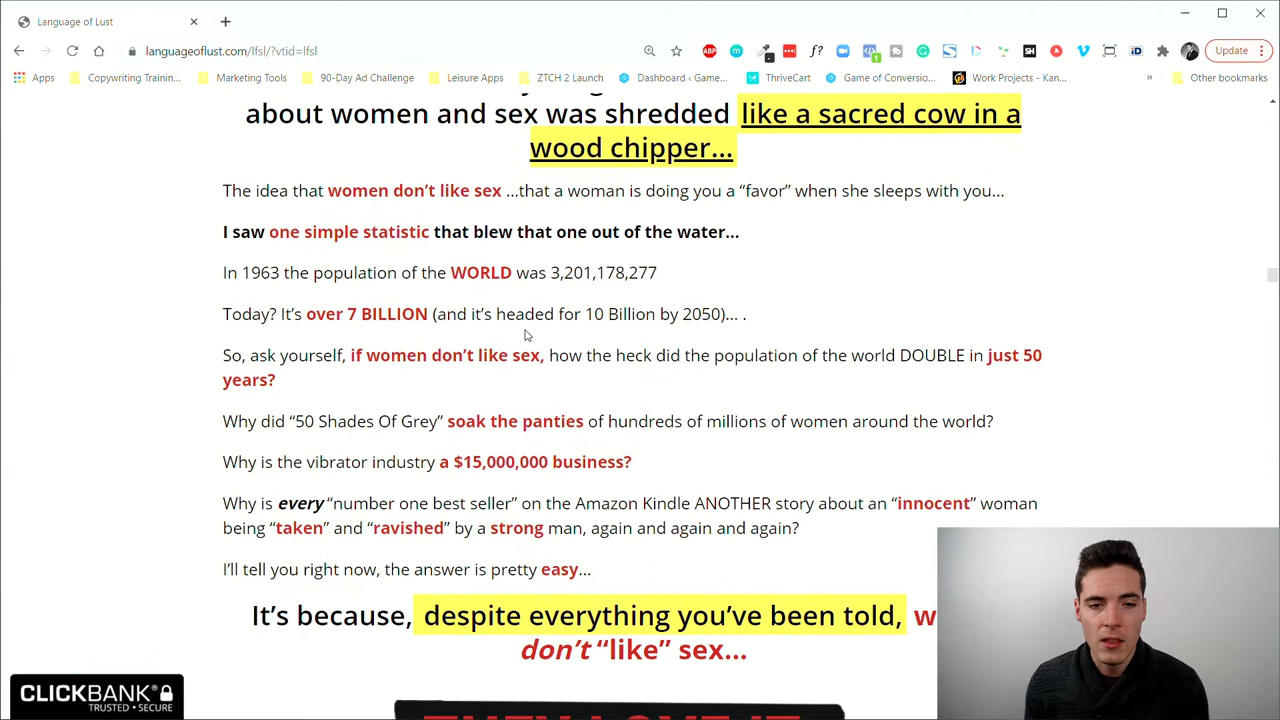 Language of Lust
languageoflust.com/lfsl/?vtid=lfsl
Update
Apps
Copywriting Trainin...
Marketing Tools
90-Day Ad Challenge
Leisure Apps
ZTCH 2 Launch
Dashboard ‹ Game...
ThriveCart
Game of Conversio...
Work Projects - Kan...
»
Other bookmarks
about women and sex was shredded like a sacred cow in a
wood chipper...
The idea that women don’t like sex ...that a woman is doing you a “favor” when she sleeps with you...
I saw one simple statistic that blew that one out of the water...
In 1963 the population of the WORLD was 3,201,178,277
Today? It’s over 7 BILLION (and it’s headed for 10 Billion by 2050)... .
So, ask yourself, if women don’t like sex, how the heck did the population of the world DOUBLE in just 50
years?
Why did “50 Shades Of Grey” soak the panties of hundreds of millions of women around the world?
Why is the vibrator industry a $15,000,000 business?
Why is every “number one best seller” on the Amazon Kindle ANOTHER story about an “innocent” woman
being “taken” and “ravished” by a strong man, again and again and again?
I’ll tell you right now, the answer is pretty easy...
It’s because, despite everything you’ve been told,
don’t “like” sex...
THEY LOVE IT
CLICKBANK®
TRUSTED • SECURE